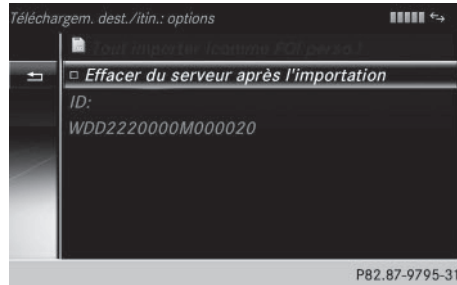 Téléchargem. dest./itin.: options
Tout importer (comme POI perso.)
Effacer du serveur après l'importation
ID:
WDD2220000M000020
P82.87-9795-31